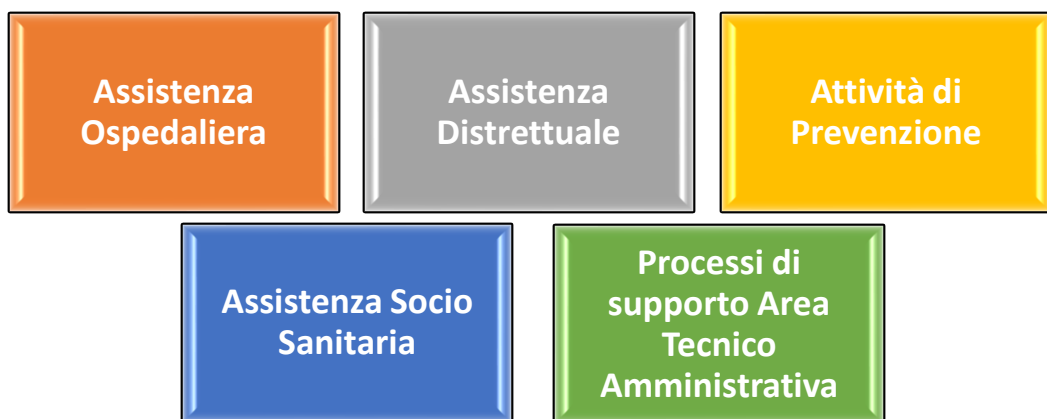 Assistenza
Ospedaliera
Assistenza
Distrettuale
Attività di
Prevenzione
Assistenza Socio
Sanitaria
Processi di
supporto Area
Tecnico
Amministrativa